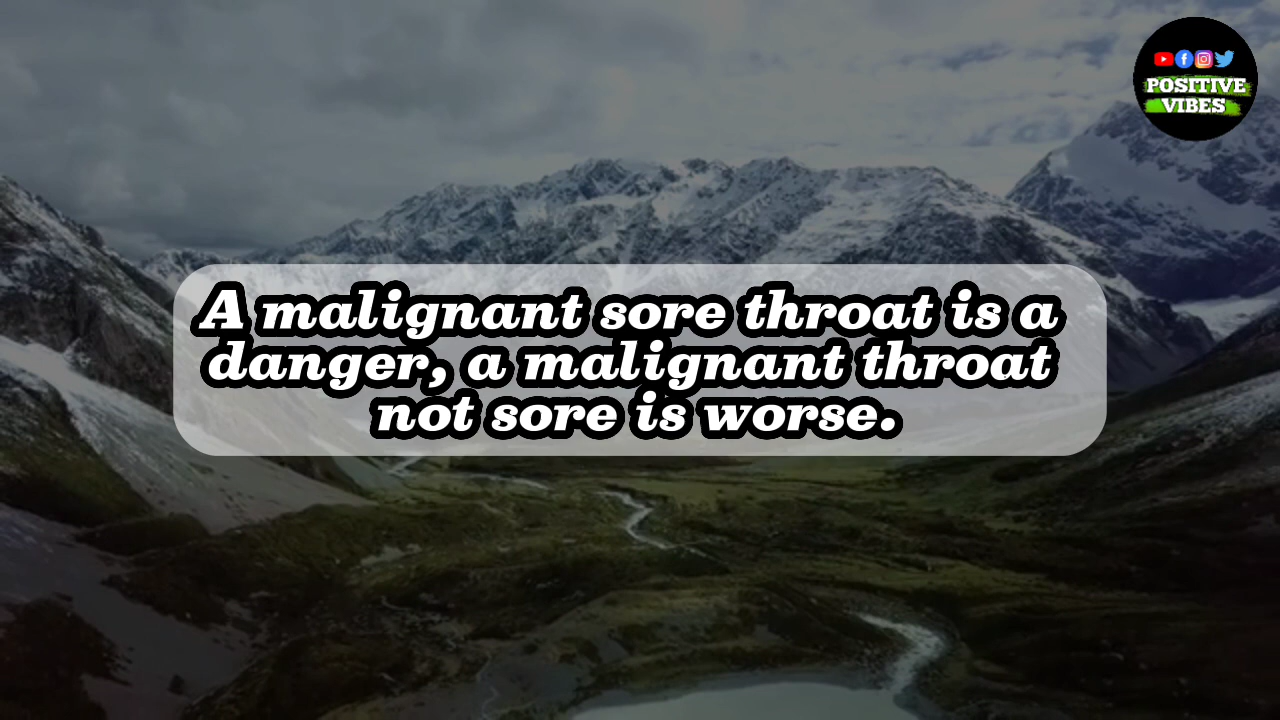 POSITIVE
VIBES
A malignant sore throat is a
danger, a malignant throat
not sore is worse.